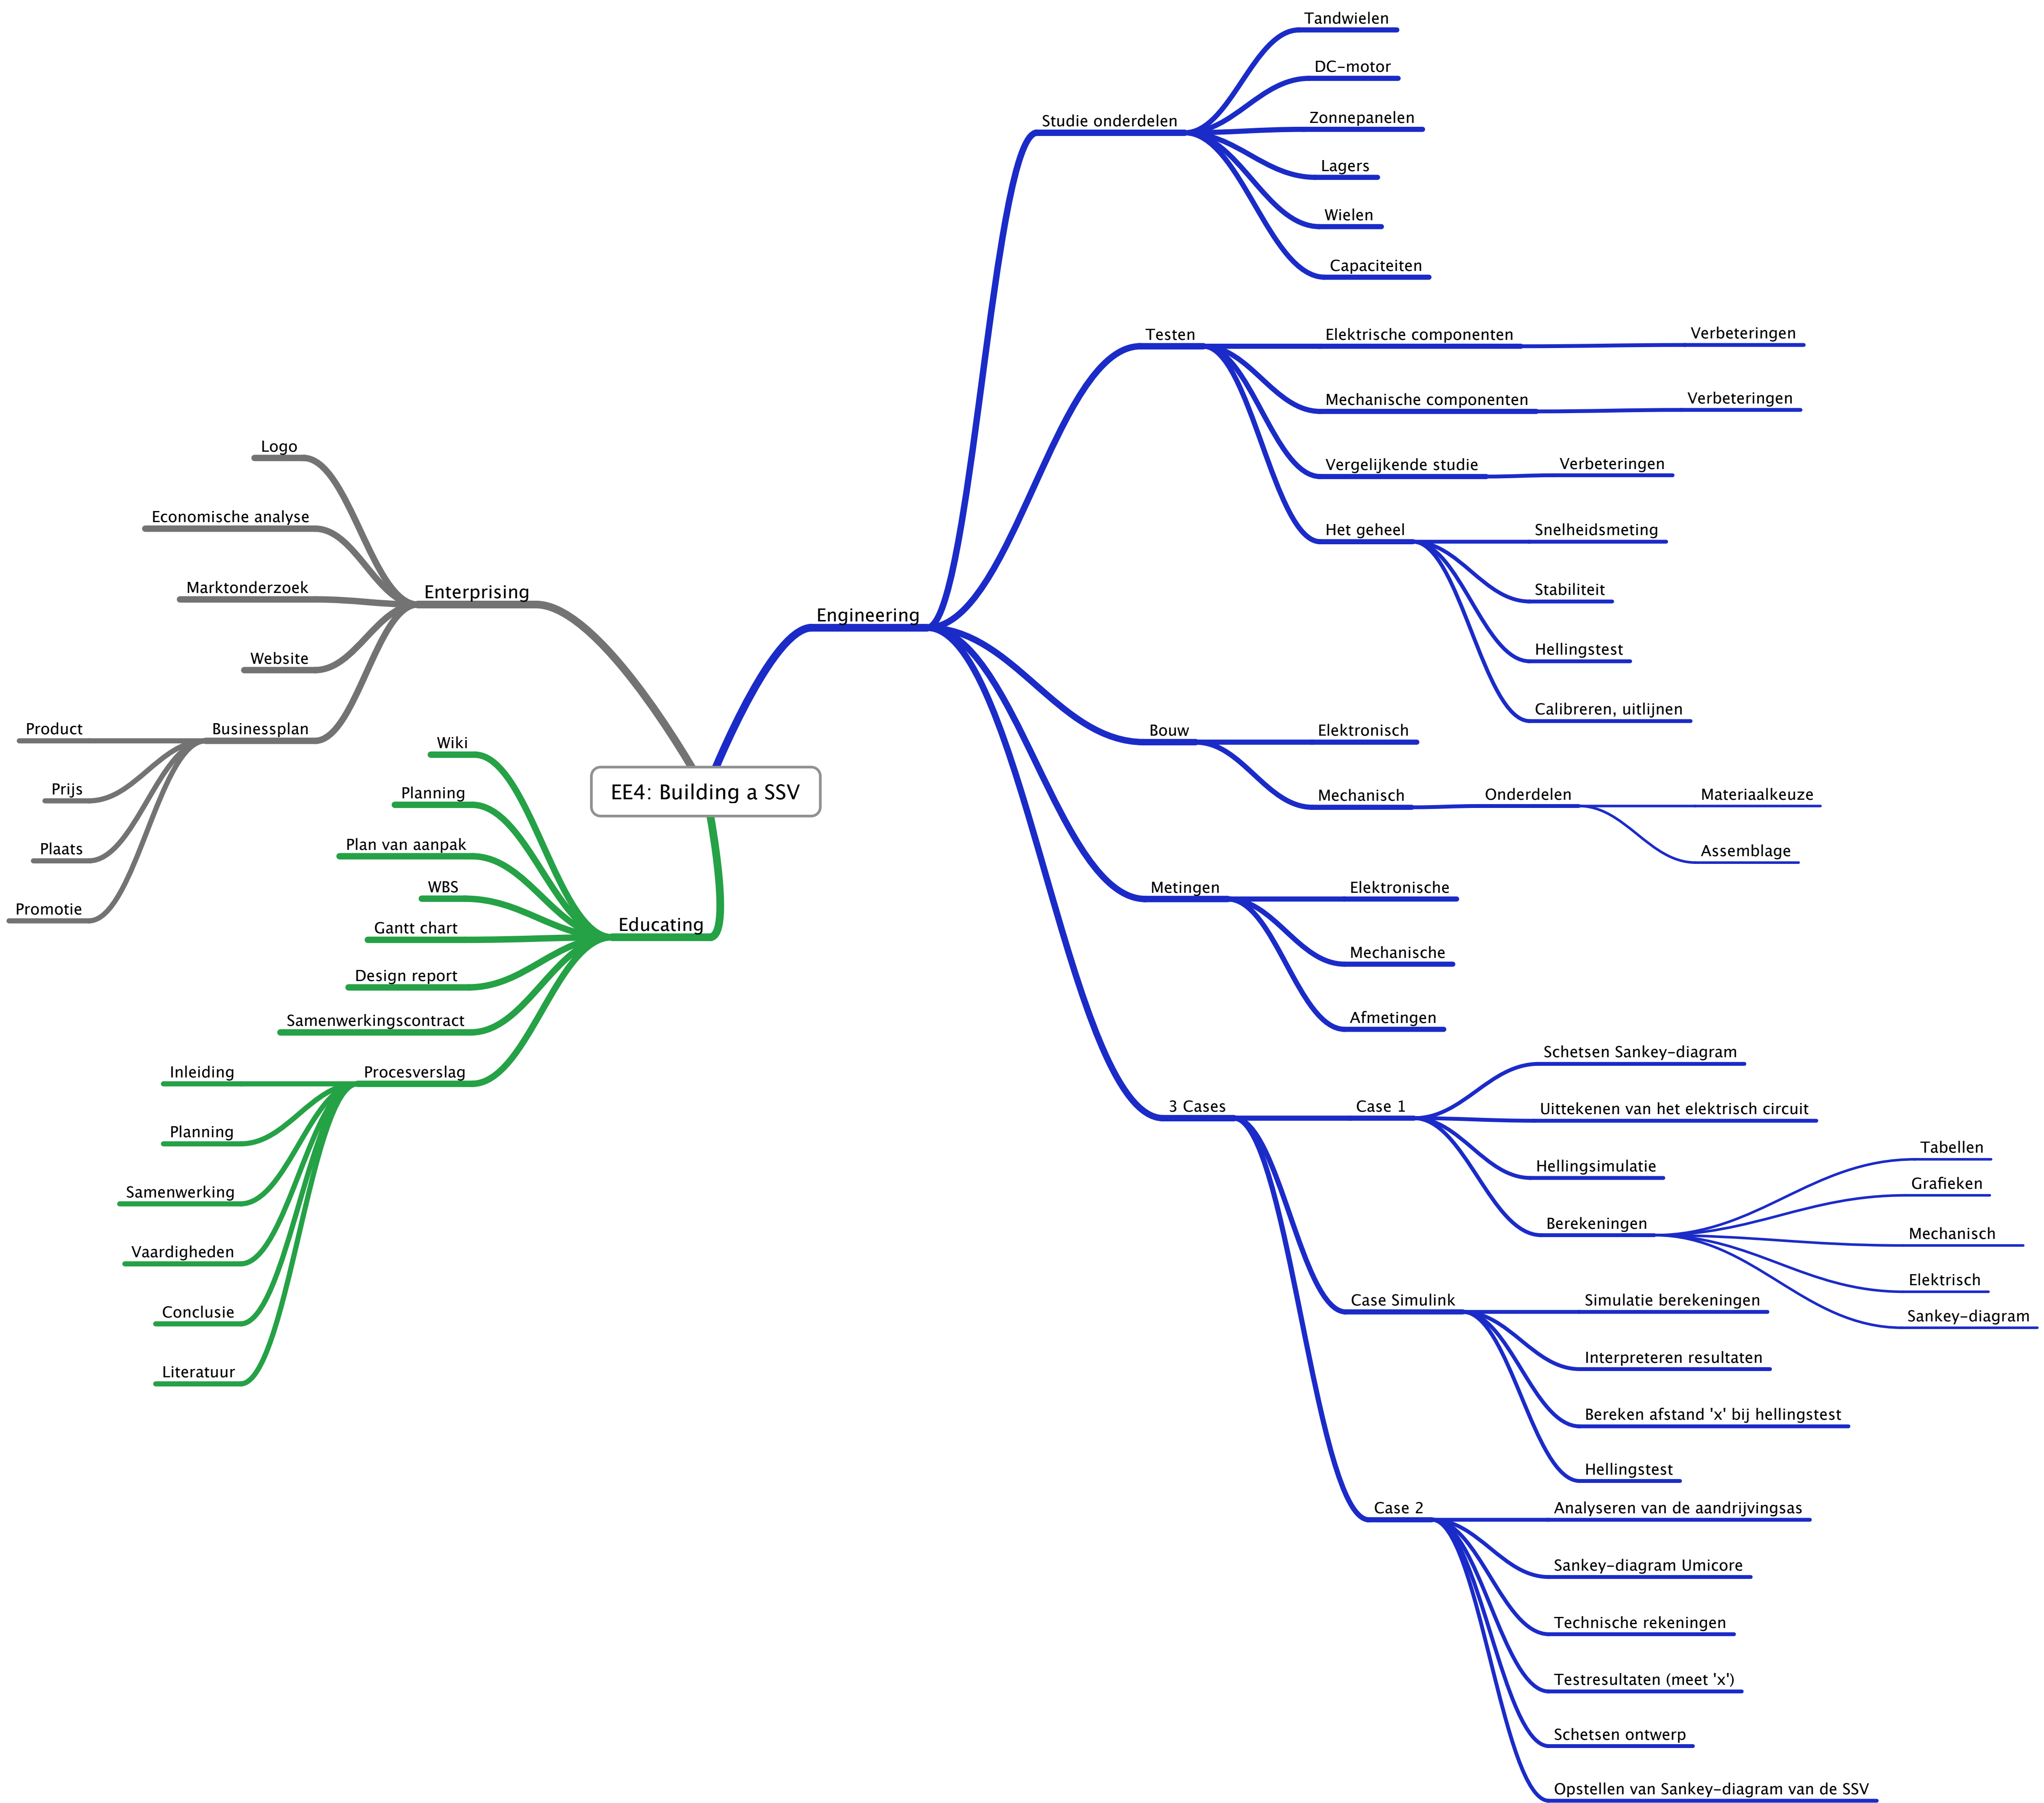 EE4: Building a SSV
Engineering
Studie onderdelen
Tandwielen
DC-motor
Zonnepanelen
Lagers
Wielen
Capaciteiten
Testen
Elektrische componenten
Verbeteringen
Mechanische componenten
Verbeteringen
Vergelijkende studie
Verbeteringen
Het geheel
Snelheidsmeting
Stabiliteit
Hellingstest
Calibreren, uitlijnen
Bouw
Elektronisch
Mechanisch
Onderdelen
Materiaalkeuze
Assemblage
Metingen
Elektronische
Mechanische
Afmetingen
3 Cases
Case 1
Schetsen Sankey-diagram
Uittekenen van het elektrisch circuit
Hellingsimulatie
Berekeningen
Tabellen
Grafieken
Mechanisch
Elektrisch
Sankey-diagram
Case Simulink
Simulatie berekeningen
Interpreteren resultaten
Bereken afstand 'x' bij hellingstest
Hellingstest
Case 2
Analyseren van de aandrijvingsas
Sankey-diagram Umicore
Technische rekeningen
Testresultaten (meet 'x')
Schetsen ontwerp
Opstellen van Sankey-diagram van de SSV
Enterprising
Logo
Economische analyse
Marktonderzoek
Website
Businessplan
Product
Prijs
Plaats
Promotie
Educating
Wiki
Planning
Plan van aanpak
WBS
Gantt chart
Design report
Samenwerkingscontract
Procesverslag
Inleiding
Planning
Samenwerking
Vaardigheden
Conclusie
Literatuur